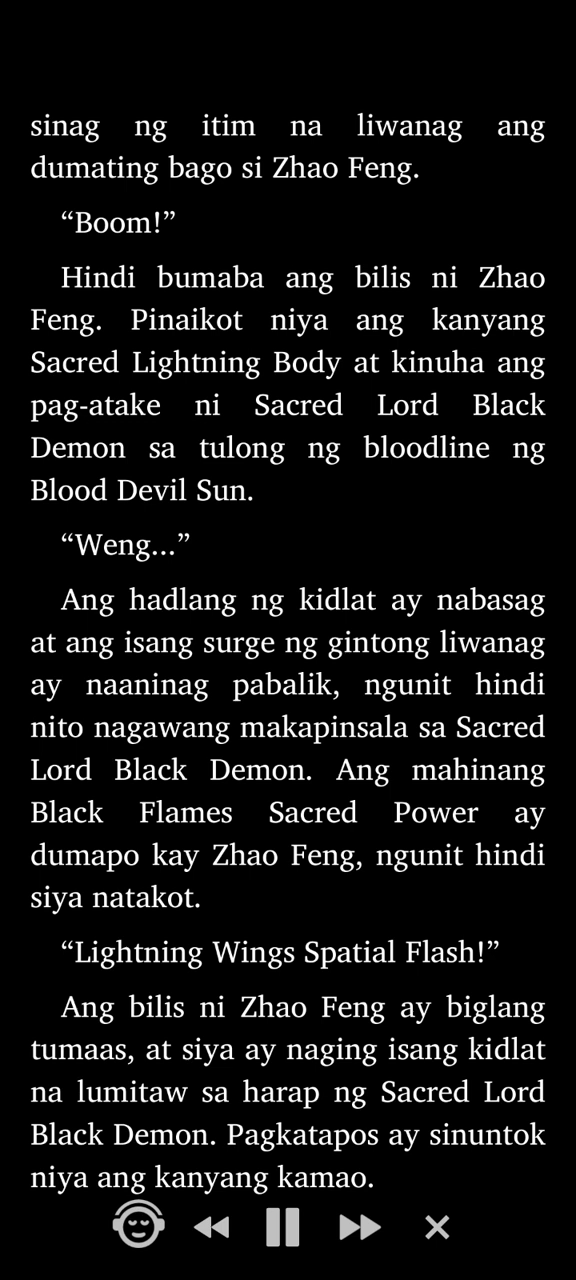 sinag ng itim na liwanag ang
dumating bago si Zhao Feng.
“Boom!”
Hindi bumaba ang bilis ni Zhao
Feng. Pinaikot niya ang kanyang
Sacred Lightning Body at kinuha ang
pag-atake ni Sacred Lord Black
Demon sa tulong ng bloodline ng
Blood Devil Sun.
“Weng...”
Ang hadlang ng kidlat ay nabasag
at ang isang surge ng gintong liwanag
ay naaninag pabalik, ngunit hindi
nito nagawang makapinsala sa Sacred
Lord Black Demon. Ang mahinang
Black Flames Sacred Power ay
dumapo kay Zhao Feng, ngunit hindi
siya natakot.
“Lightning Wings Spatial Flash!”
Ang bilis ni Zhao Feng ay biglang
tumaas, at siya ay naging isang kidlat
na lumitaw sa harap ng Sacred Lord
Black Demon. Pagkatapos ay sinuntok
niya ang kanyang kamao.